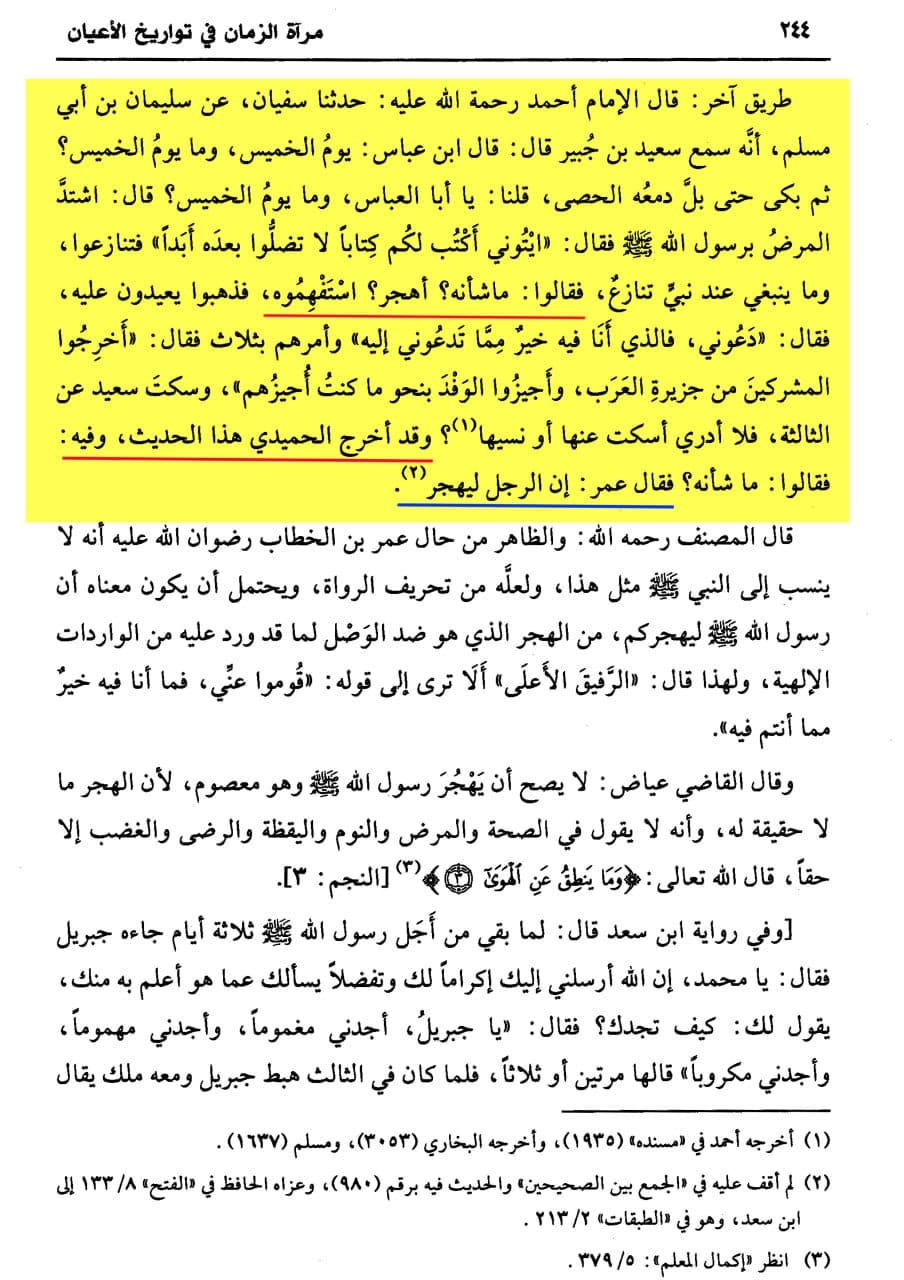 ٢٤٤ مرآة الزمان في تواريخ الأعيان
طريق آخر: قال الإمام أحمد رحمة الله عليه: حدثنا سفيان، عن سليمان بن أبي
مسلم، أنَّه سمع سعيد بن جُبير قال: قال ابن عباس: يومُ الخميس، وما يومُ الخميس؟
ثم بكى حتى بلَّ دمعُه الحصى، قلنا: يا أبا العباس، وما يومُ الخميس؟ قال: اشتدَّ
المرضُ برسول الله ﷺ فقال: «ايْتُوني أَكْتُب لكُم كِتاباً لا تضلُّوا بعدَه أَبَداً» فتنازعوا،
وما ينبغي عند نبيٍّ تنازعٌ، فقالوا: ماشأنه؟ أهجر؟ اسْتَفْهِمُوه، فذهبوا يعيدون عليه،
فقال: «دَعُوني، فالذي أَنَا فيه خيرٌ مِمَّا تَدعُوني إليه» وأمرهم بثلاث فقال: «أَخرِجُوا
المشركينَ من جزيرةِ العَرَب، وأَجيزُوا الوَفْدَ بنحو ما كنتُ أُجيزُهم»، وسكتَ سعيد عن
الثالثة، فلا أدري أسكت عنها أو نسيها(١)؟ وقد أخرج الحميدي هذا الحديث، وفيه:
فقالوا: ما شأنه؟ فقال عمر: إن الرجل ليهجر(٢).
قال المصنف رحمه الله: والظاهر من حال عمر بن الخطاب رضوان الله عليه أنه لا
ينسب إلى النبي ﷺ مثل هذا، ولعلَّه من تحريف الرواة، ويحتمل أن يكون معناه أن
رسول الله ﷺ ليهجركم، من الهجر الذي هو ضد الوَصْل لما قد ورد عليه من الواردات
الإلهية، ولهذا قال: «الرَّفيقَ الأَعلَى» أَلَا ترى إلى قوله: «قُوموا عنِّي، فما أنا فيه خيرٌ
مما أنتم فيه».
وقال القاضي عياض: لا يصح أن يَهْجُرَ رسول الله ﷺ وهو معصوم، لأن الهجر ما
لا حقيقة له، وأنه لا يقول في الصحة والمرض والنوم واليقظة والرضى والغضب إلا
حقاً، قال الله تعالى: ﴿وَمَا يَنطِقُ عَنِ ٱلْهَوَىٰٓ ۝٣﴾(٣) [النجم: ٣].
[وفي رواية ابن سعد قال: لما بقي من أَجَل رسول الله ﷺ ثلاثة أيام جاءه جبريل
فقال: يا محمد، إن الله أرسلني إليك إكراماً لك وتفضلاً يسألك عما هو أعلم به منك،
يقول لك: كيف تجدك؟ فقال: «يا جبريلُ، أجدني مغموماً، وأجدني مهموماً،
وأجدني مكروباً» قالها مرتين أو ثلاثاً، فلما كان في الثالث هبط جبريل ومعه ملك يقال
(١) أخرجه أحمد في «مسنده» (١٩٣٥)، وأخرجه البخاري (٣٠٥٣)، ومسلم (١٦٣٧).
(٢) لم أقف عليه في «الجمع بين الصحيحين» والحديث فيه برقم (٩٨٠)، وعزاه الحافظ في «الفتح» ٨/ ١٣٣ إلى
ابن سعد، وهو في «الطبقات» ٢/ ٢١٣.
(٣) انظر «إكمال المعلم»: ٥/ ٣٧٩.